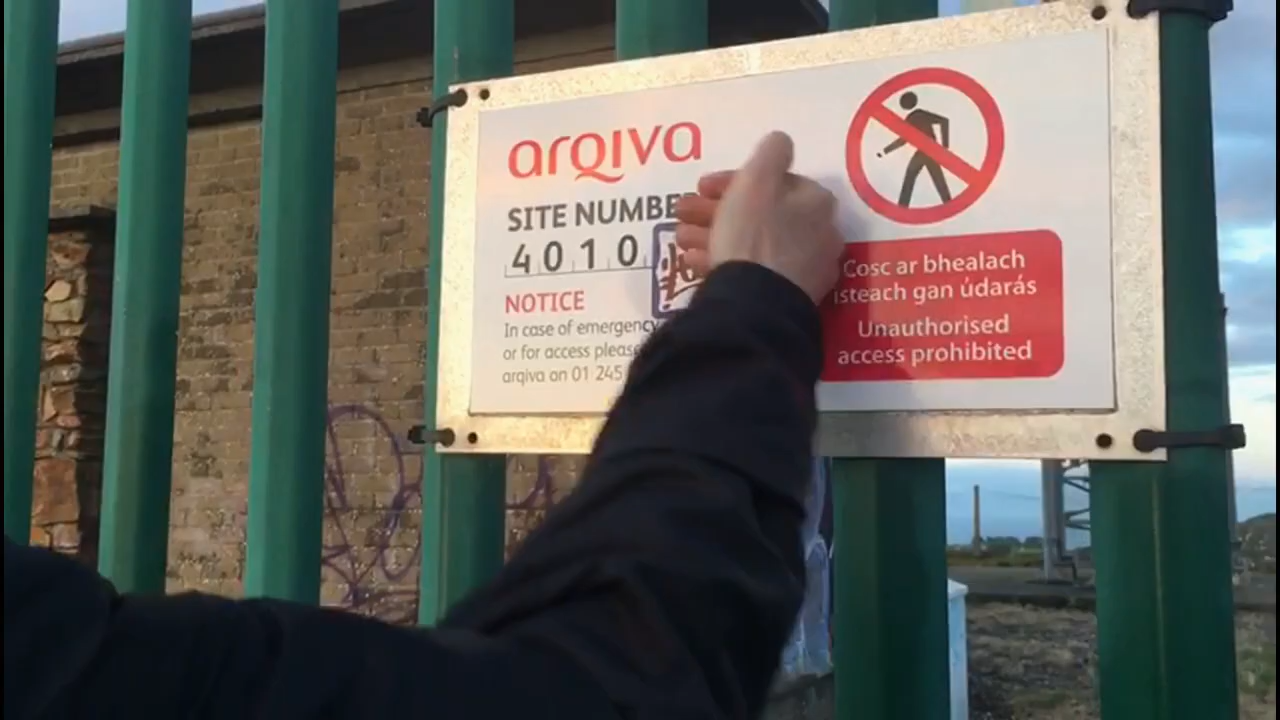 arqiva
SITE NUMBE
4010
NOTICE
In case of emergency
or for access please
arqiva on 01 245
Cosc ar bhealach
isteach gan údarás
Unauthorised
access prohibited